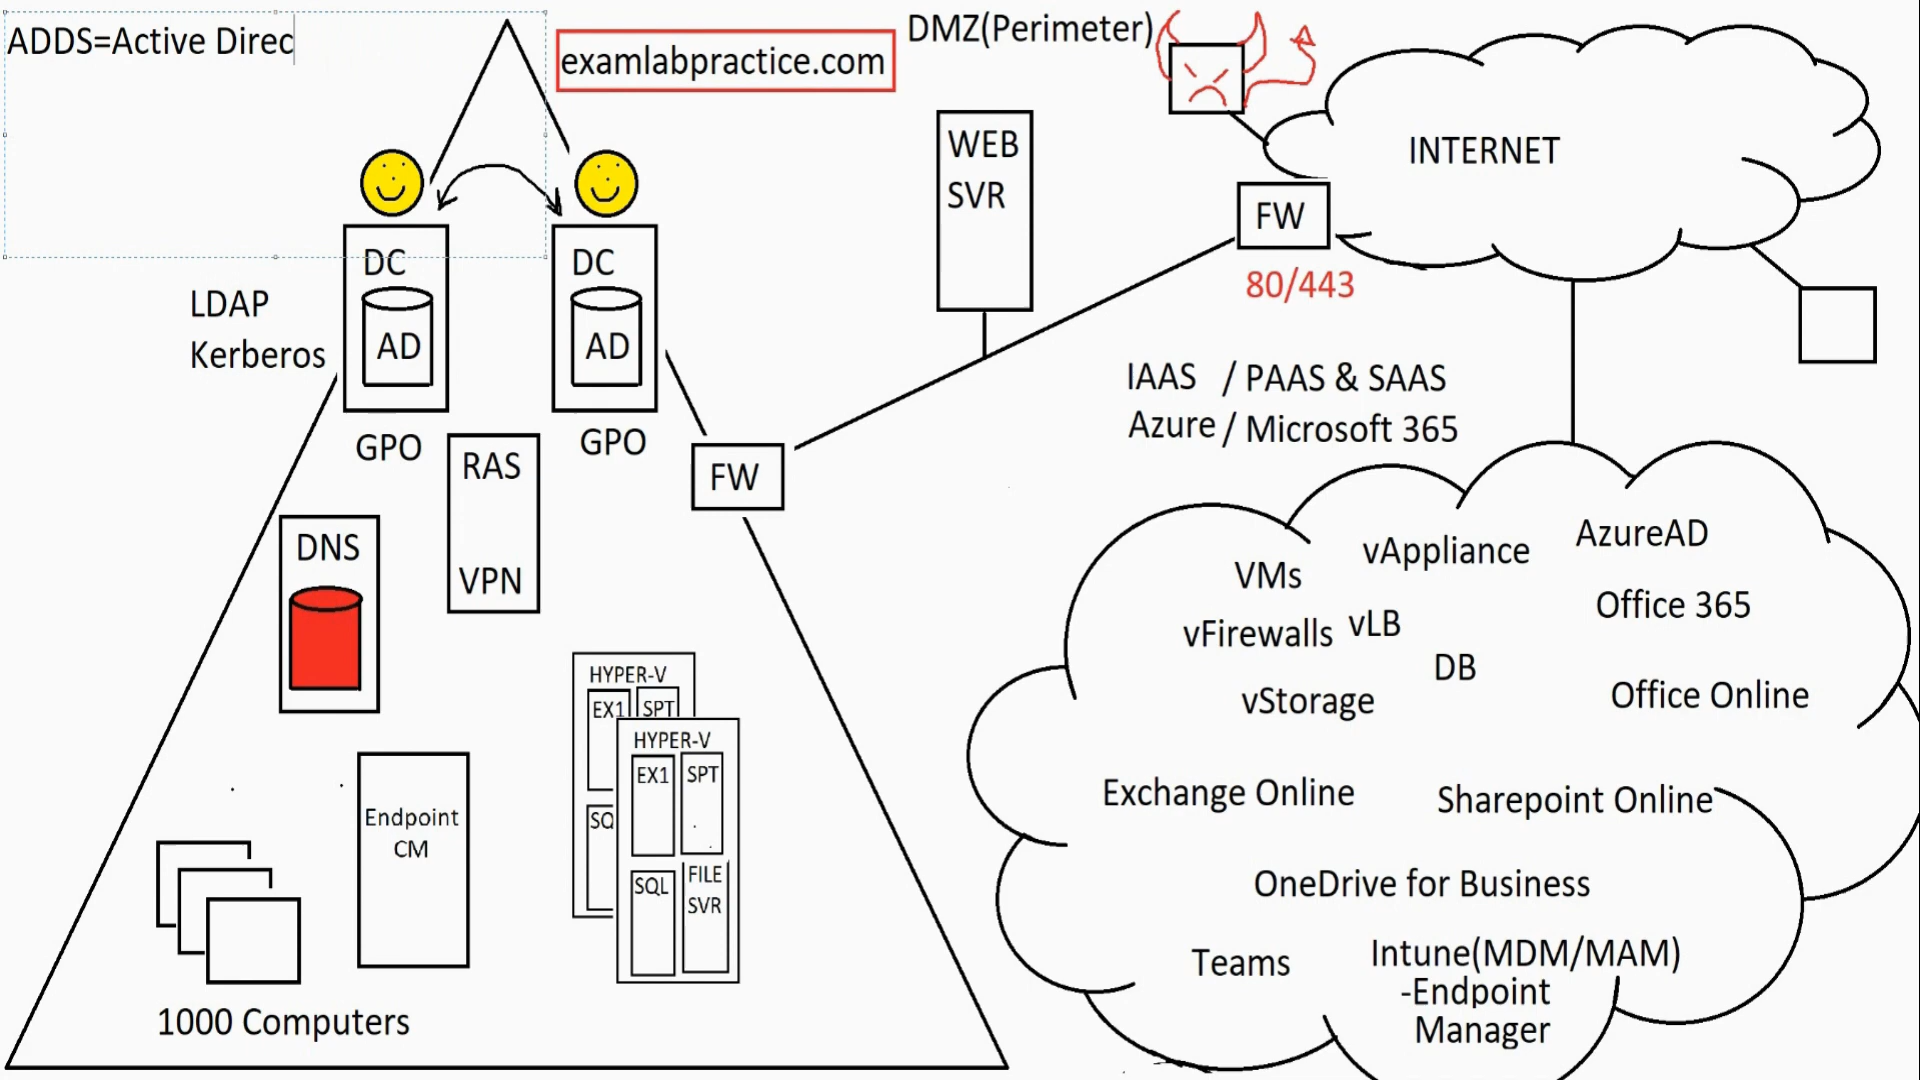 ADDS=Active Direc
examlabpractice.com
DMZ(Perimeter)
WEB
SVR
INTERNET
FW
80/443
DC
AD
GPO
DC
AD
GPO
LDAP
Kerberos
RAS
VPN
FW
DNS
IAAS / PAAS & SAAS
Azure / Microsoft 365
VMs
vAppliance
AzureAD
vFirewalls
vLB
Office 365
DB
vStorage
Office Online
Exchange Online
Sharepoint Online
OneDrive for Business
Teams
Intune(MDM/MAM)
-Endpoint
Manager
HYPER-V
EX1
SPT
SQ
HYPER-V
EX1
SPT
SQL
FILE
SVR
Endpoint
CM
1000 Computers